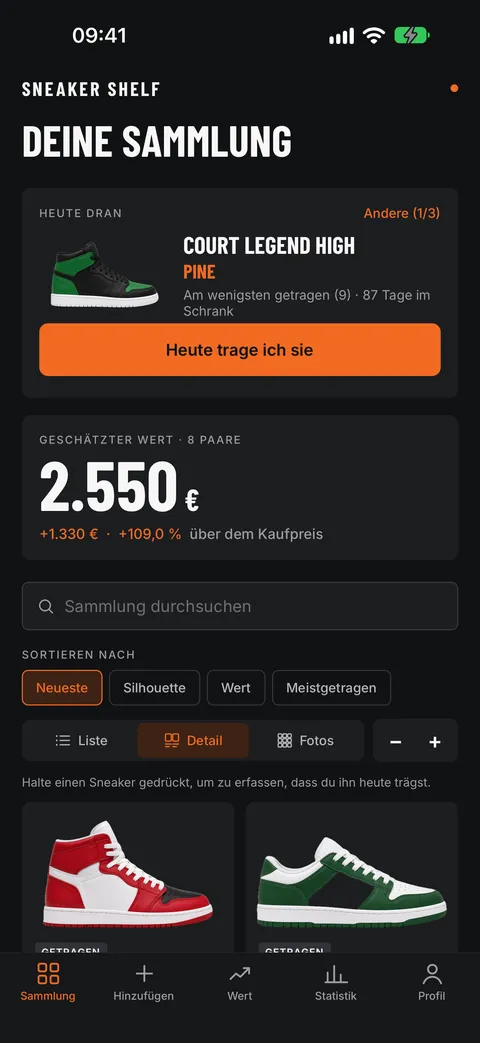 09:41
SNEAKER SHELF
DEINE SAMMLUNG
HEUTE DRAN
Andere (1/3)
COURT LEGEND HIGH
PINE
Am wenigsten getragen (9) · 87 Tage im
Schrank
Heute trage ich sie
GESCHÄTZTER WERT · 8 PAARE
2.550 €
+1.330 € · +109,0 % über dem Kaufpreis
Sammlung durchsuchen
SORTIEREN NACH
Neueste Silhouette Wert Meistgetragen
Liste Detail Fotos − +
Halte einen Sneaker gedrückt, um zu erfassen, dass du ihn heute trägst.
GETRAGEN GETRAGEN
Sammlung Hinzufügen Wert Statistik Profil